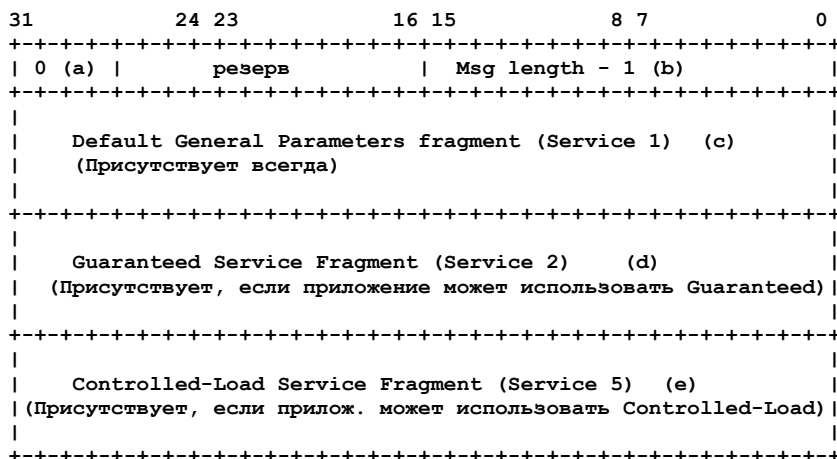 31           24 23           16 15            8 7             0
+-+-+-+-+-+-+-+-+-+-+-+-+-+-+-+-+-+-+-+-+-+-+-+-+-+-+-+-+-+-+-+-+
| 0 (a) |       резерв          |  Msg length - 1 (b)           |
+-+-+-+-+-+-+-+-+-+-+-+-+-+-+-+-+-+-+-+-+-+-+-+-+-+-+-+-+-+-+-+-+
|                                                               |
|    Default General Parameters fragment (Service 1)  (c)       |
|    (Присутствует всегда)                                      |
|                                                               |
+-+-+-+-+-+-+-+-+-+-+-+-+-+-+-+-+-+-+-+-+-+-+-+-+-+-+-+-+-+-+-+-+
|                                                               |
|    Guaranteed Service Fragment (Service 2)    (d)             |
|  (Присутствует, если приложение может использовать Guaranteed)|
|                                                               |
+-+-+-+-+-+-+-+-+-+-+-+-+-+-+-+-+-+-+-+-+-+-+-+-+-+-+-+-+-+-+-+-+
|                                                               |
|    Controlled-Load Service Fragment (Service 5)  (e)          |
|(Присутствует, если прилож. может использовать Controlled-Load)|
|                                                               |
+-+-+-+-+-+-+-+-+-+-+-+-+-+-+-+-+-+-+-+-+-+-+-+-+-+-+-+-+-+-+-+-+